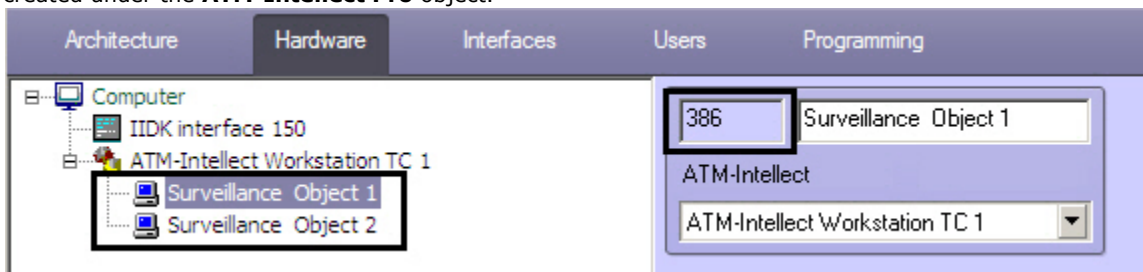 created under the ATM-Intellect Pro object.
Architecture Hardware Interfaces Users Programming
Computer
IIDK interface 150
ATM-Intellect Workstation TC 1
Surveillance Object 1
Surveillance Object 2
386 Surveillance Object 1
ATM-Intellect
ATM-Intellect Workstation TC 1